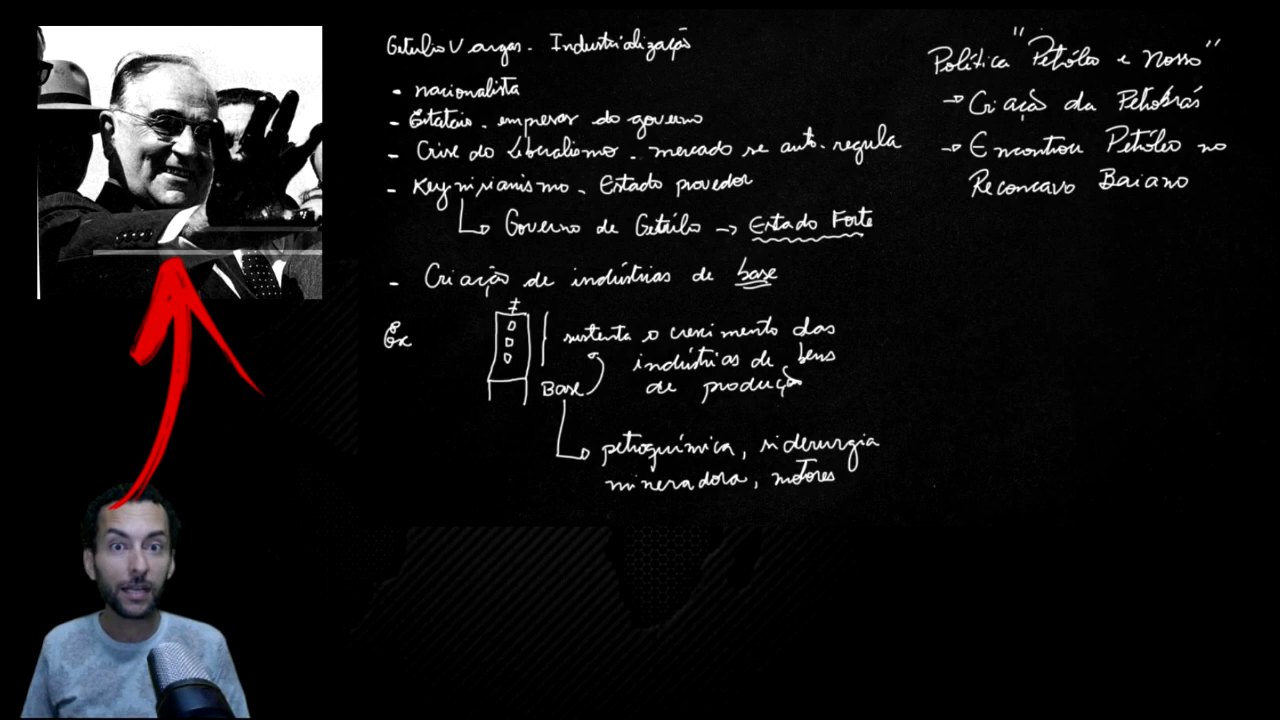 Getúlio Vargas - Industrialização
- nacionalista
- Estatais - empresas do governo
- Crise do Liberalismo - mercado se auto-regula
- Keynisianismo - Estado provedor
Governo de Getúlio → Estado Forte
- Criação de indústrias de base
Ex
sustenta o crescimento das
indústrias de bens
de produção
Base
petroquímica, siderurgia
mineradora, motores
Política "Petróleo é Nosso"
→ Criação da Petrobrás
→ Encontrou Petróleo no
Reconcavo Baiano